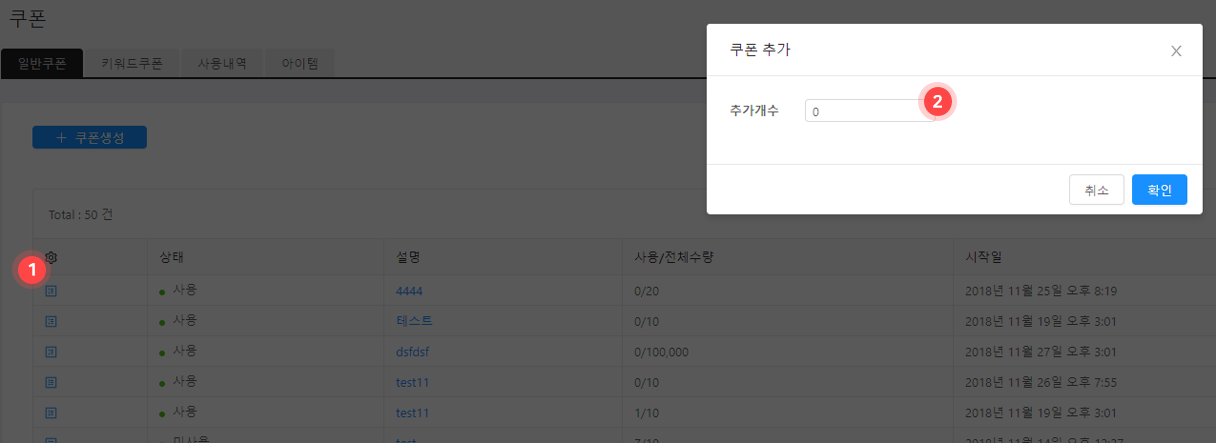 쿠폰
일반쿠폰 키워드쿠폰 사용내역 아이템
쿠폰 추가
추가개수 0
2
취소 확인
+ 쿠폰생성
Total : 50 건
1
상태 설명 사용/전체수량 시작일
사용 4444 0/20 2018년 11월 25일 오후 8:19
사용 테스트 0/10 2018년 11월 19일 오후 3:01
사용 dsfdsf 0/100,000 2018년 11월 27일 오후 3:01
사용 test11 0/10 2018년 11월 26일 오후 7:55
사용 test11 1/10 2018년 11월 19일 오후 3:01
미사용 test